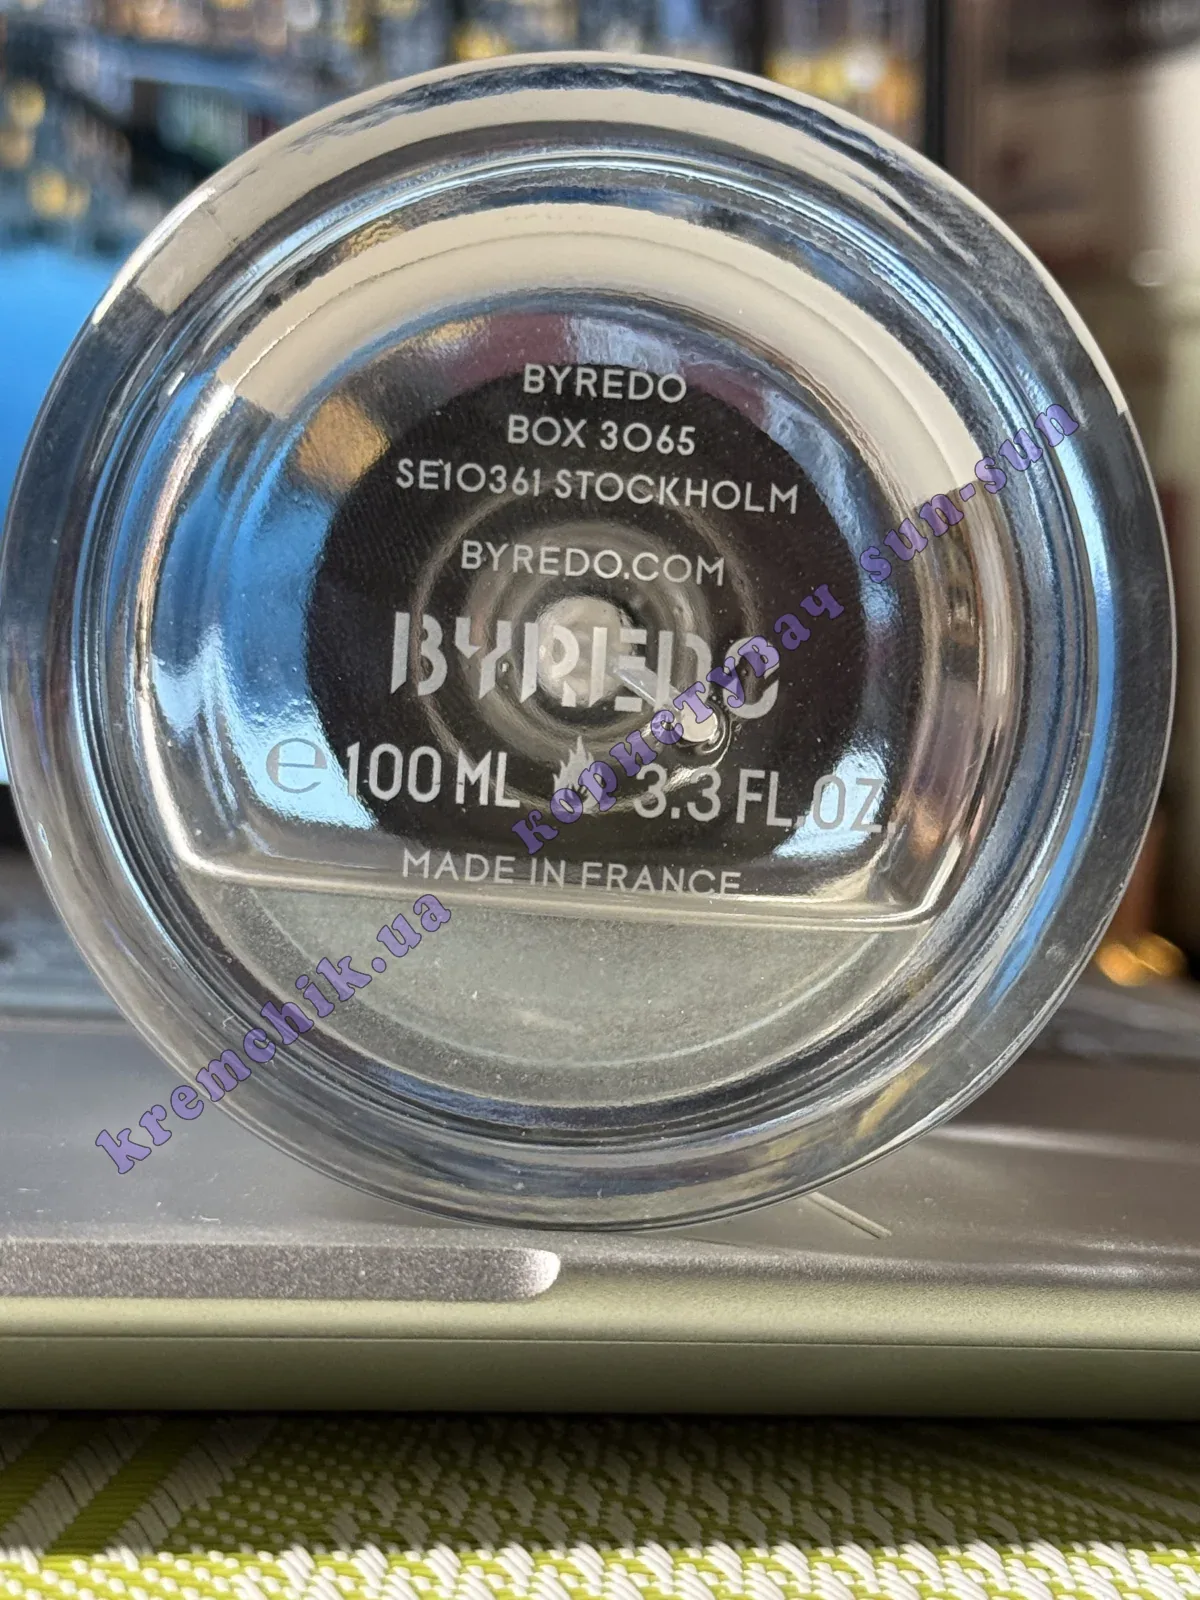 BYREDO
BOX 3065
SE10361 STOCKHOLM
BYREDO.COM
BYREDO
℮ 100 ML 3.3 FL.OZ.
MADE IN FRANCE
kremchik.ua користувач sun-sun